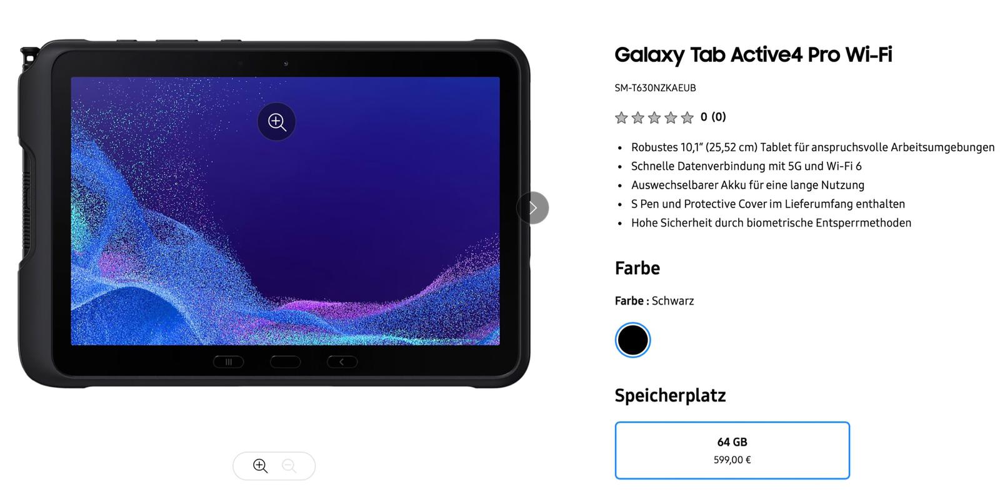 Galaxy Tab Active4 Pro Wi-Fi
SM-T630NZKAEUB
0 (0)
• Robustes 10,1“ (25,52 cm) Tablet für anspruchsvolle Arbeitsumgebungen
• Schnelle Datenverbindung mit 5G und Wi-Fi 6
• Auswechselbarer Akku für eine lange Nutzung
• S Pen und Protective Cover im Lieferumfang enthalten
• Hohe Sicherheit durch biometrische Entsperrmethoden
Farbe
Farbe : Schwarz
Speicherplatz
64 GB
599,00 €